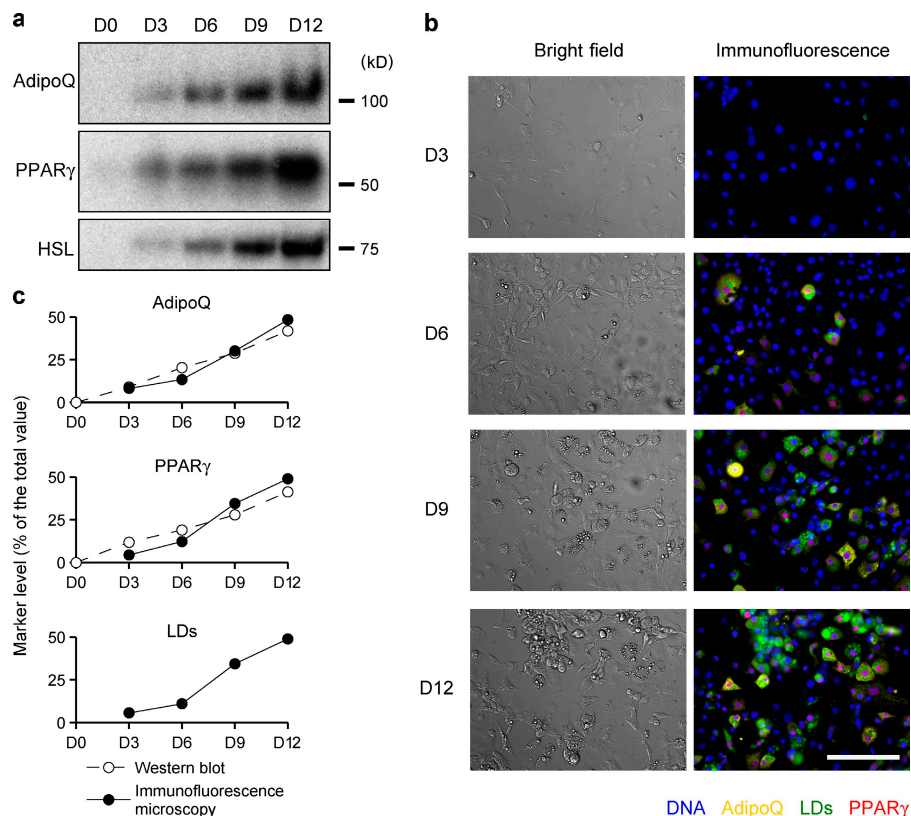 a
D0 D3 D6 D9 D12
(kD)
AdipoQ
100
PPARγ
50
HSL
75
b
Bright field Immunofluorescence
D3
D6
D9
D12
DNA AdipoQ LDs PPARγ
c
Marker level (% of the total value)
AdipoQ
50
25
0
D0 D3 D6 D9 D12
PPARγ
50
25
0
D0 D3 D6 D9 D12
LDs
50
25
0
D0 D3 D6 D9 D12
Western blot
Immunofluorescence
microscopy